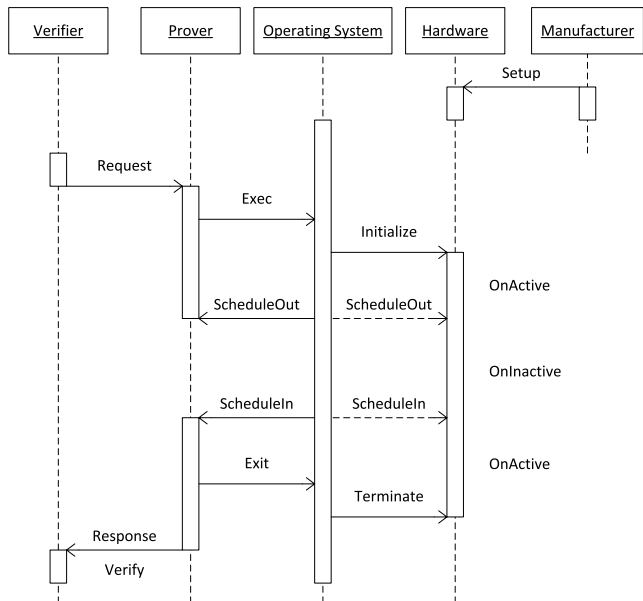 Verifier
Prover
Operating System
Hardware
Manufacturer
Setup
Request
Exec
Initialize
OnActive
ScheduleOut
ScheduleOut
OnInactive
ScheduleIn
ScheduleIn
Exit
OnActive
Terminate
Response
Verify